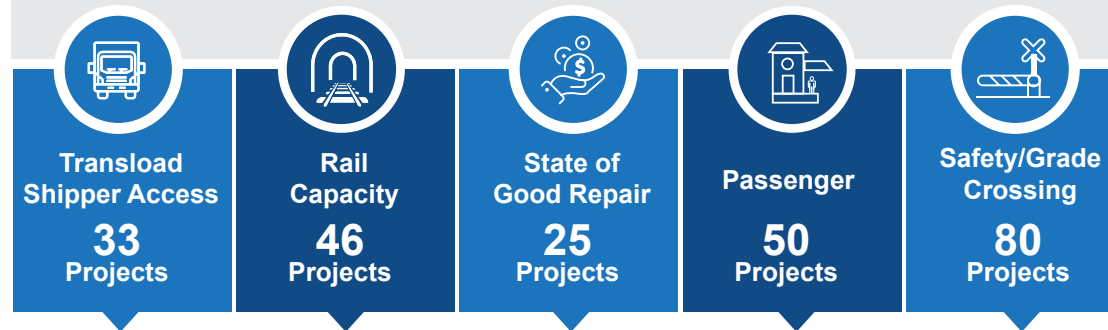 Transload
Shipper Access
33
Projects
Rail
Capacity
46
Projects
State of
Good Repair
25
Projects
Passenger
50
Projects
Safety/Grade
Crossing
80
Projects